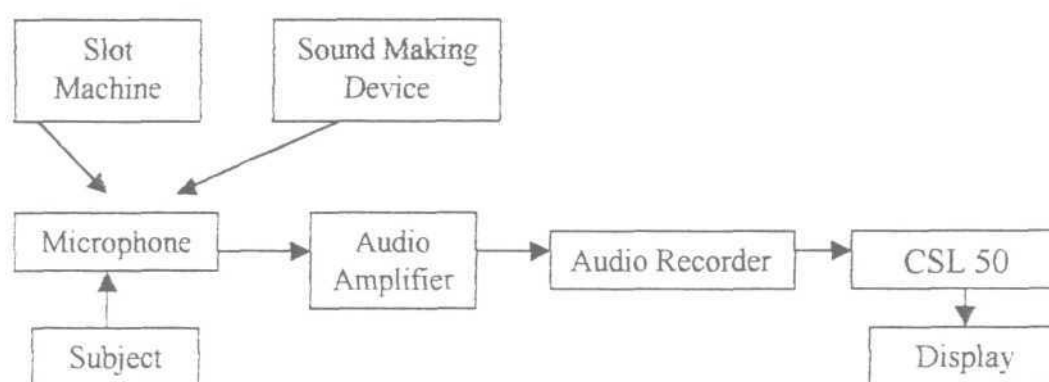 Slot
Machine
Sound Making
Device
Microphone
Audio
Amplifier
Audio Recorder
CSL 50
Subject
Display